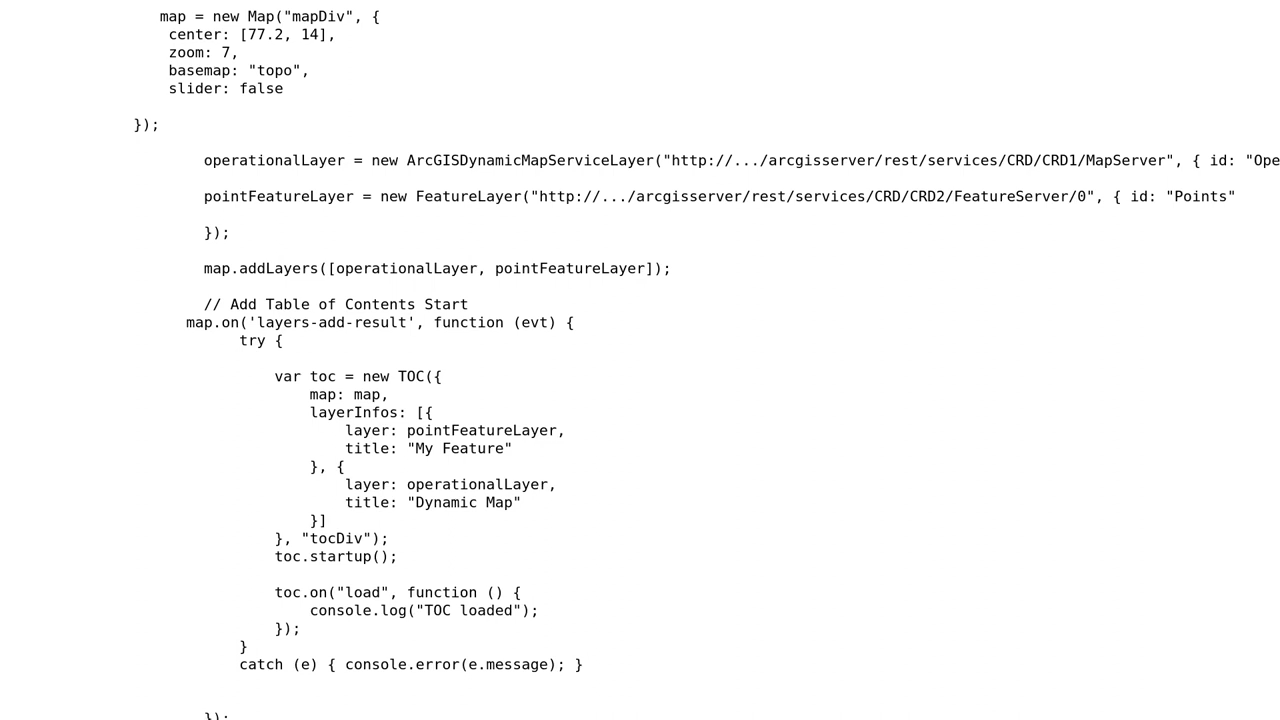 map = new Map("mapDiv", {
center: [77.2, 14],
zoom: 7,
basemap: "topo",
slider: false
});
operationalLayer = new ArcGISDynamicMapServiceLayer("http://.../arcgisserver/rest/services/CRD/CRD1/MapServer", { id: "Ope
pointFeatureLayer = new FeatureLayer("http://.../arcgisserver/rest/services/CRD/CRD2/FeatureServer/0", { id: "Points"
});
map.addLayers([operationalLayer, pointFeatureLayer]);
// Add Table of Contents Start
map.on('layers-add-result', function (evt) {
try {
var toc = new TOC({
map: map,
layerInfos: [{
layer: pointFeatureLayer,
title: "My Feature"
}, {
layer: operationalLayer,
title: "Dynamic Map"
}]
}, "tocDiv");
toc.startup();
toc.on("load", function () {
console.log("TOC loaded");
});
}
catch (e) { console.error(e.message); }
});